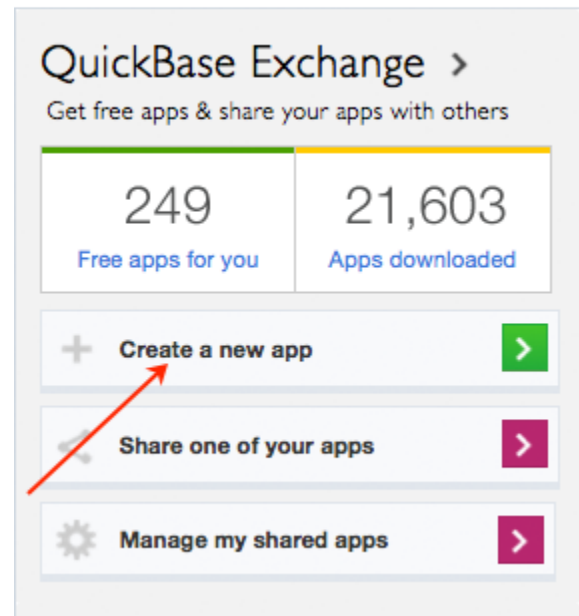 QuickBase Exchange >
Get free apps & share your apps with others
249
Free apps for you
21,603
Apps downloaded
Create a new app
Share one of your apps
Manage my shared apps